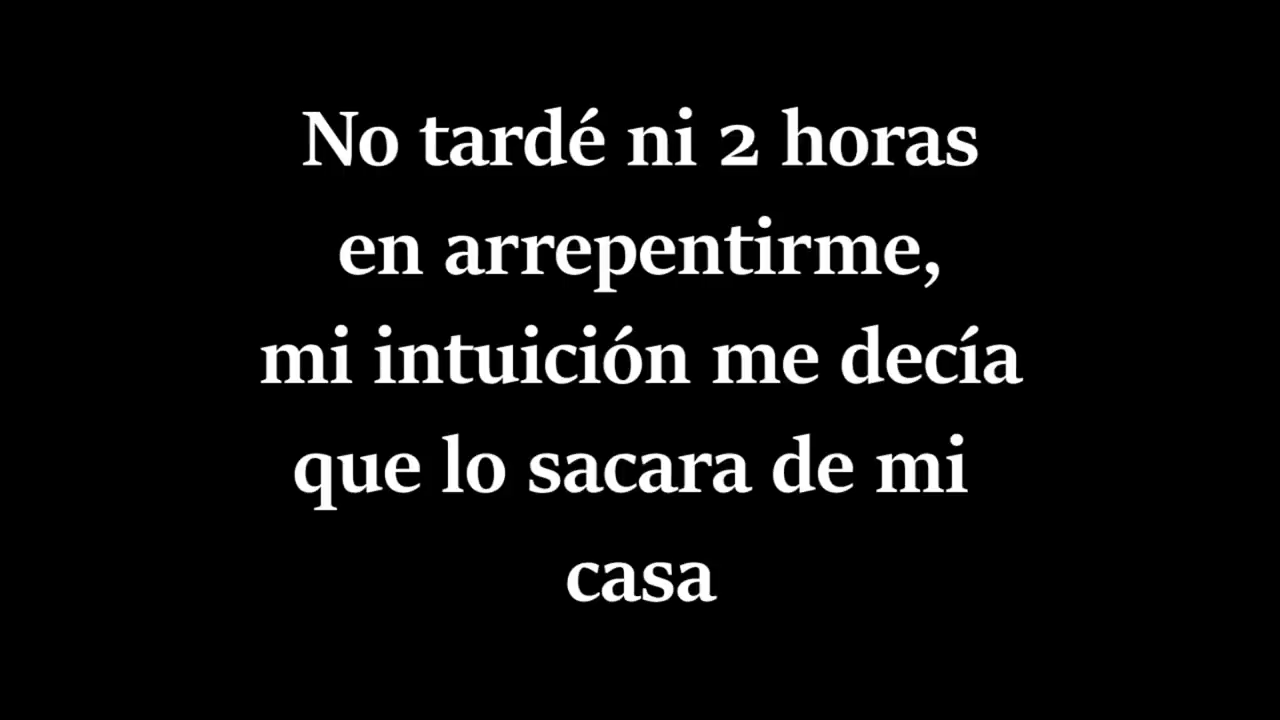 No tardé ni 2 horas
en arrepentirme,
mi intuición me decía
que lo sacara de mi
casa